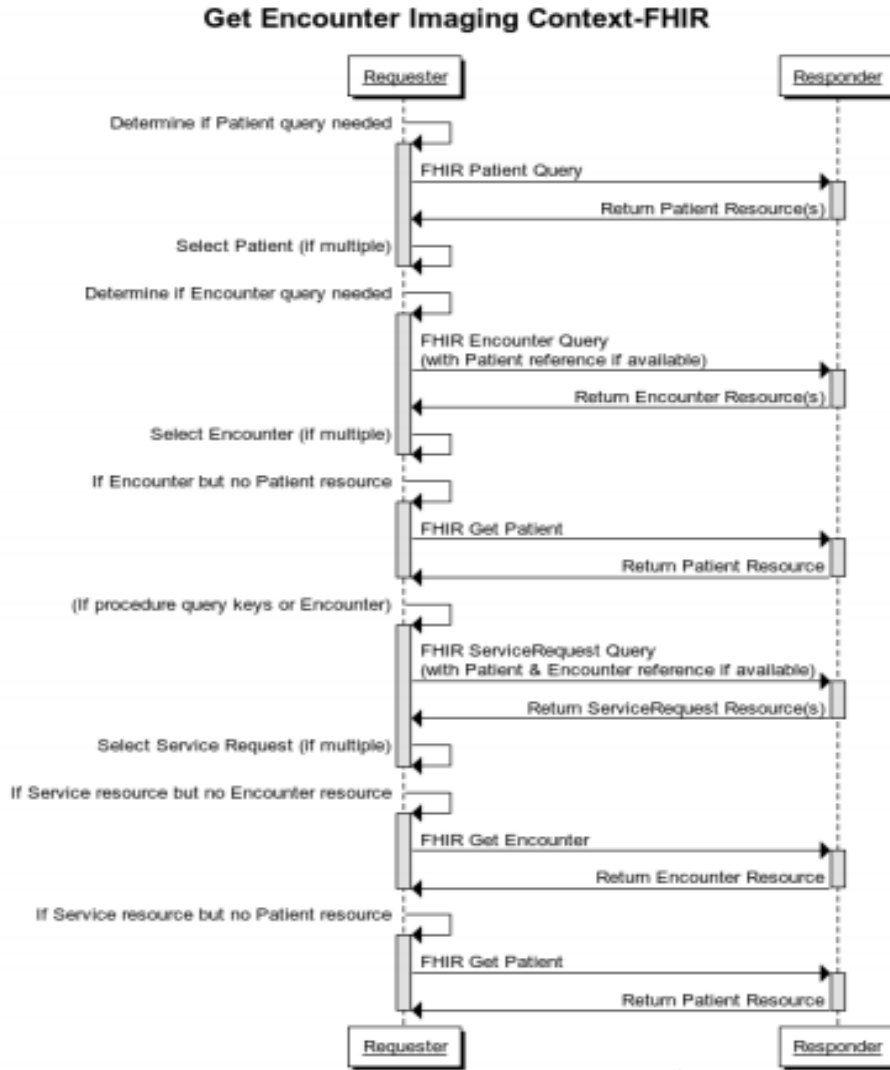 Get Encounter Imaging Context-FHIR
Requester
Responder
Determine if Patient query needed
FHIR Patient Query
Return Patient Resource(s)
Select Patient (if multiple)
Determine if Encounter query needed
FHIR Encounter Query
(with Patient reference if available)
Return Encounter Resource(s)
Select Encounter (if multiple)
If Encounter but no Patient resource
FHIR Get Patient
Return Patient Resource
(If procedure query keys or Encounter)
FHIR ServiceRequest Query
(with Patient & Encounter reference if available)
Return ServiceRequest Resource(s)
Select Service Request (if multiple)
If Service resource but no Encounter resource
FHIR Get Encounter
Return Encounter Resource
If Service resource but no Patient resource
FHIR Get Patient
Return Patient Resource
Requester
Responder